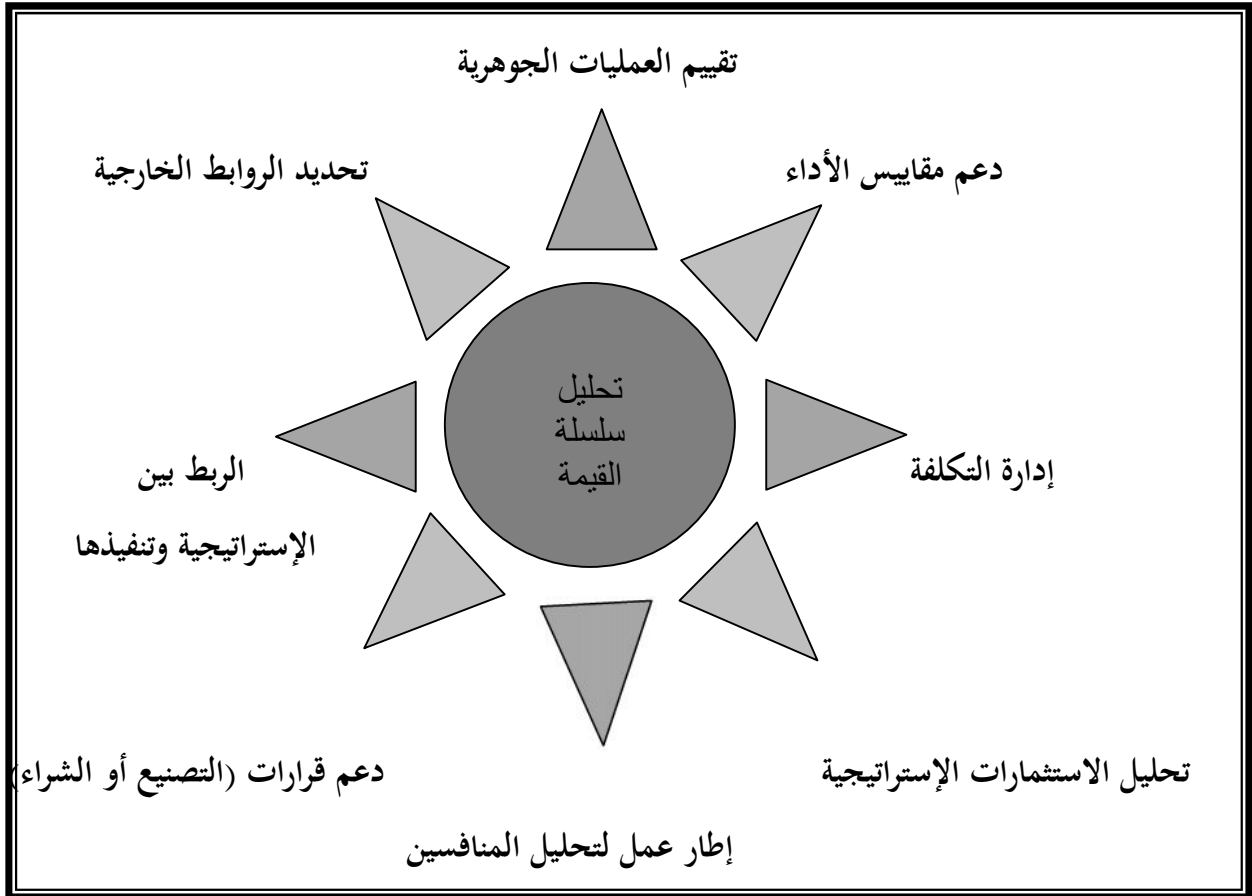 تقييم العمليات الجوهرية
دعم مقاييس الأداء
تحديد الروابط الخارجية
تحليل
سلسلة
القيمة
إدارة التكلفة
الربط بين
الإستراتيجية وتنفيذها
تحليل الاستثمارات الإستراتيجية
دعم قرارات (التصنيع أو الشراء)
إطار عمل لتحليل المنافسين